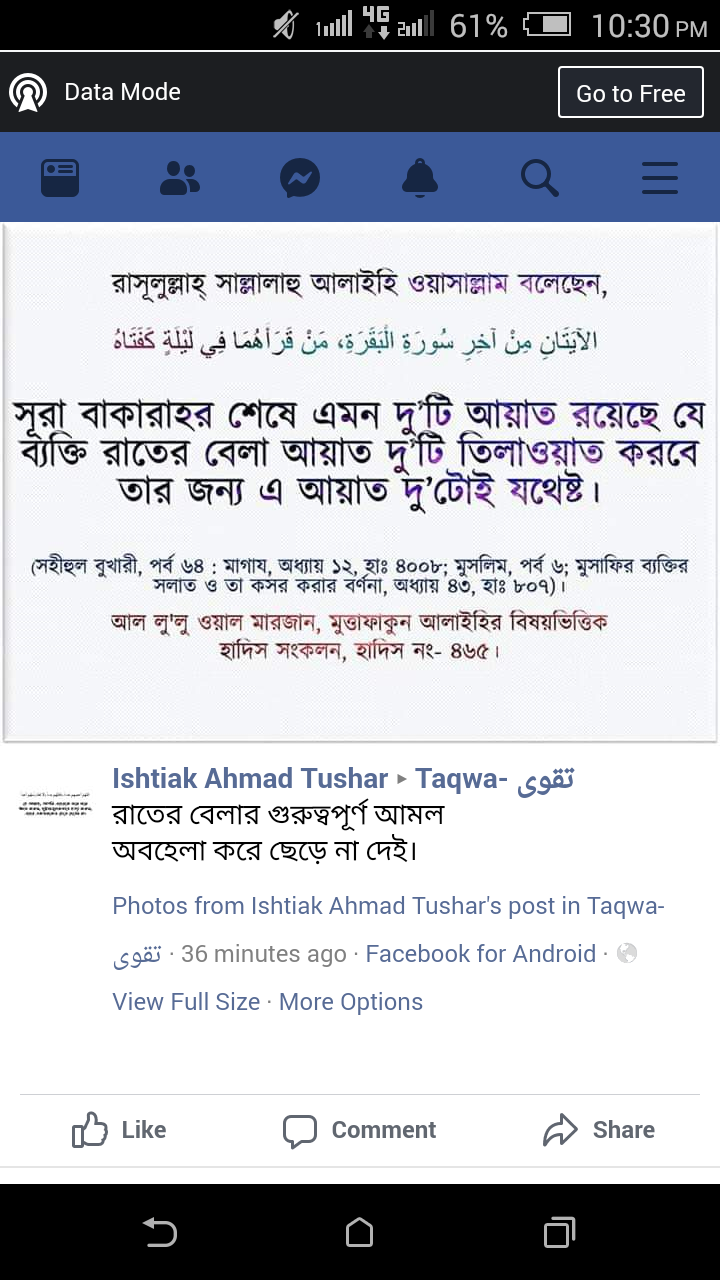 1 4G 2 61% 10:30 PM
Data Mode Go to Free
রাসূলুল্লাহ্ সাল্লালাহু আলাইহি ওয়াসাল্লাম বলেছেন,
الآيَتَانِ مِنْ آخِرِ سُورَةِ الْبَقَرَةِ، مَنْ قَرَأَهُمَا فِي لَيْلَةٍ كَفَتَاهُ
সূরা বাকারাহর শেষে এমন দু'টি আয়াত রয়েছে যে
ব্যক্তি রাতের বেলা আয়াত দু'টি তিলাওয়াত করবে
তার জন্য এ আয়াত দু'টোই যথেষ্ট।
(সহীহুল বুখারী, পর্ব ৬৪ : মাগায, অধ্যায় ১২, হাঃ ৪০০৮; মুসলিম, পর্ব ৬; মুসাফির ব্যক্তির
সলাত ও তা কসর করার বর্ণনা, অধ্যায় ৪৩, হাঃ ৮০৭)।
আল লু'লু ওয়াল মারজান, মুত্তাফাকুন আলাইহির বিষয়ভিত্তিক
হাদিস সংকলন, হাদিস নং- ৪৬৫।
Ishtiak Ahmad Tushar ▸ Taqwa- تقوى
রাতের বেলার গুরুত্বপূর্ণ আমল
অবহেলা করে ছেড়ে না দেই।
Photos from Ishtiak Ahmad Tushar's post in Taqwa-
تقوى · 36 minutes ago · Facebook for Android ·
View Full Size · More Options
Like Comment Share